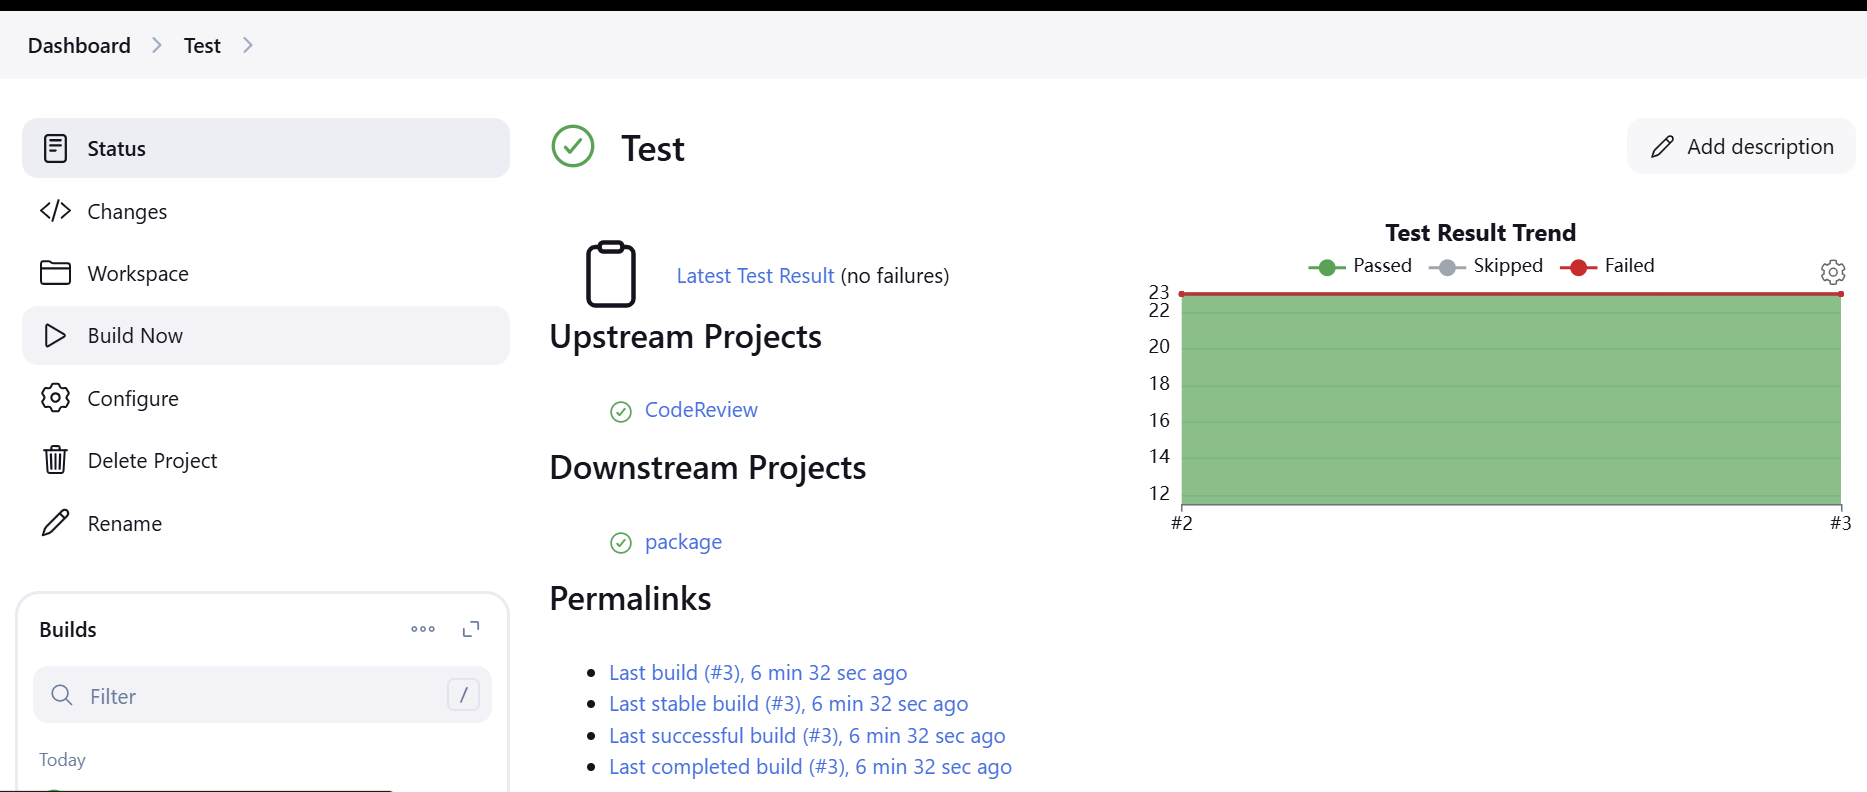 Dashboard
Test
Status
Changes
Workspace
Build Now
Configure
Delete Project
Rename
Builds
Filter
/
Today
Test
Add description
Latest Test Result (no failures)
Upstream Projects
CodeReview
Downstream Projects
package
Permalinks
Last build (#3), 6 min 32 sec ago
Last stable build (#3), 6 min 32 sec ago
Last successful build (#3), 6 min 32 sec ago
Last completed build (#3), 6 min 32 sec ago
Test Result Trend
Passed Skipped Failed
23
22
20
18
16
14
12
#2 #3